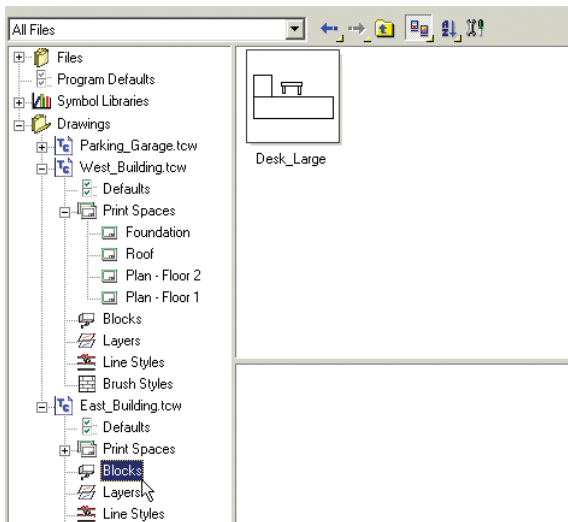 All Files
Files
Program Defaults
Symbol Libraries
Drawings
Parking_Garage.tcw
West_Building.tcw
Defaults
Print Spaces
Foundation
Roof
Plan - Floor 2
Plan - Floor 1
Blocks
Layers
Line Styles
Brush Styles
East_Building.tcw
Defaults
Print Spaces
Blocks
Layers
Line Styles
Desk_Large